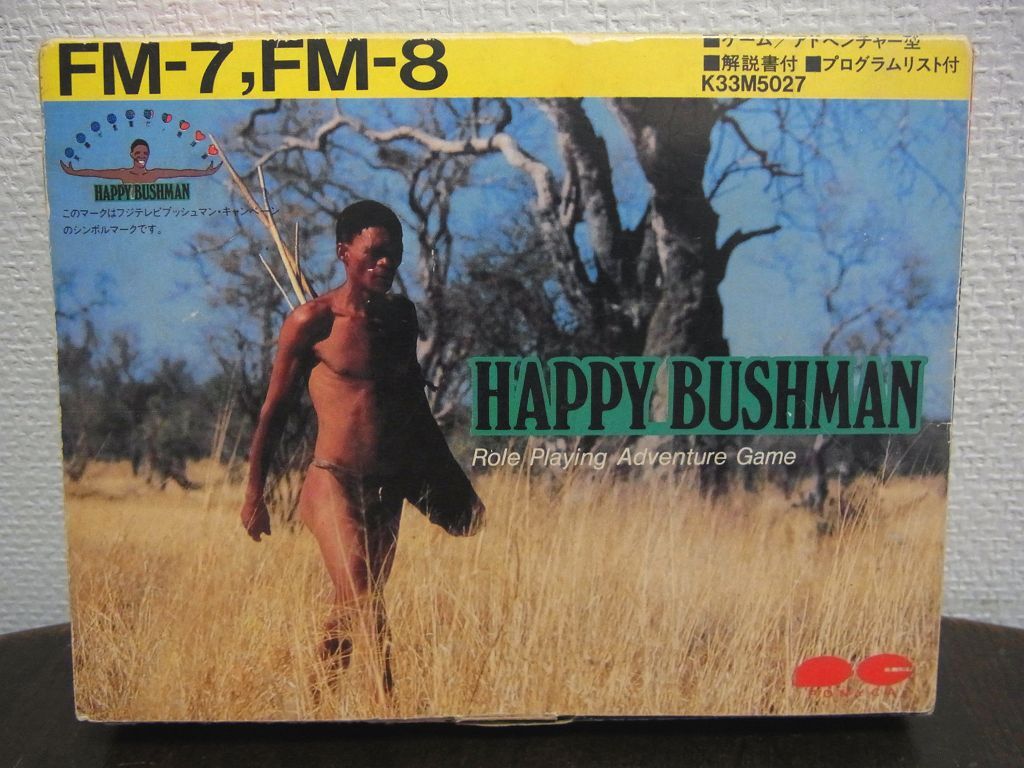 FM-7,FM-8
■ゲーム/アドベンチャー型
■解説書付 ■プログラムリスト付
K33M5027
HAPPY BUSHMAN
このマークはフジテレビブッシュマン・キャンペーン
のシンボルマークです。
HAPPY BUSHMAN
Role Playing Adventure Game
PONYCA